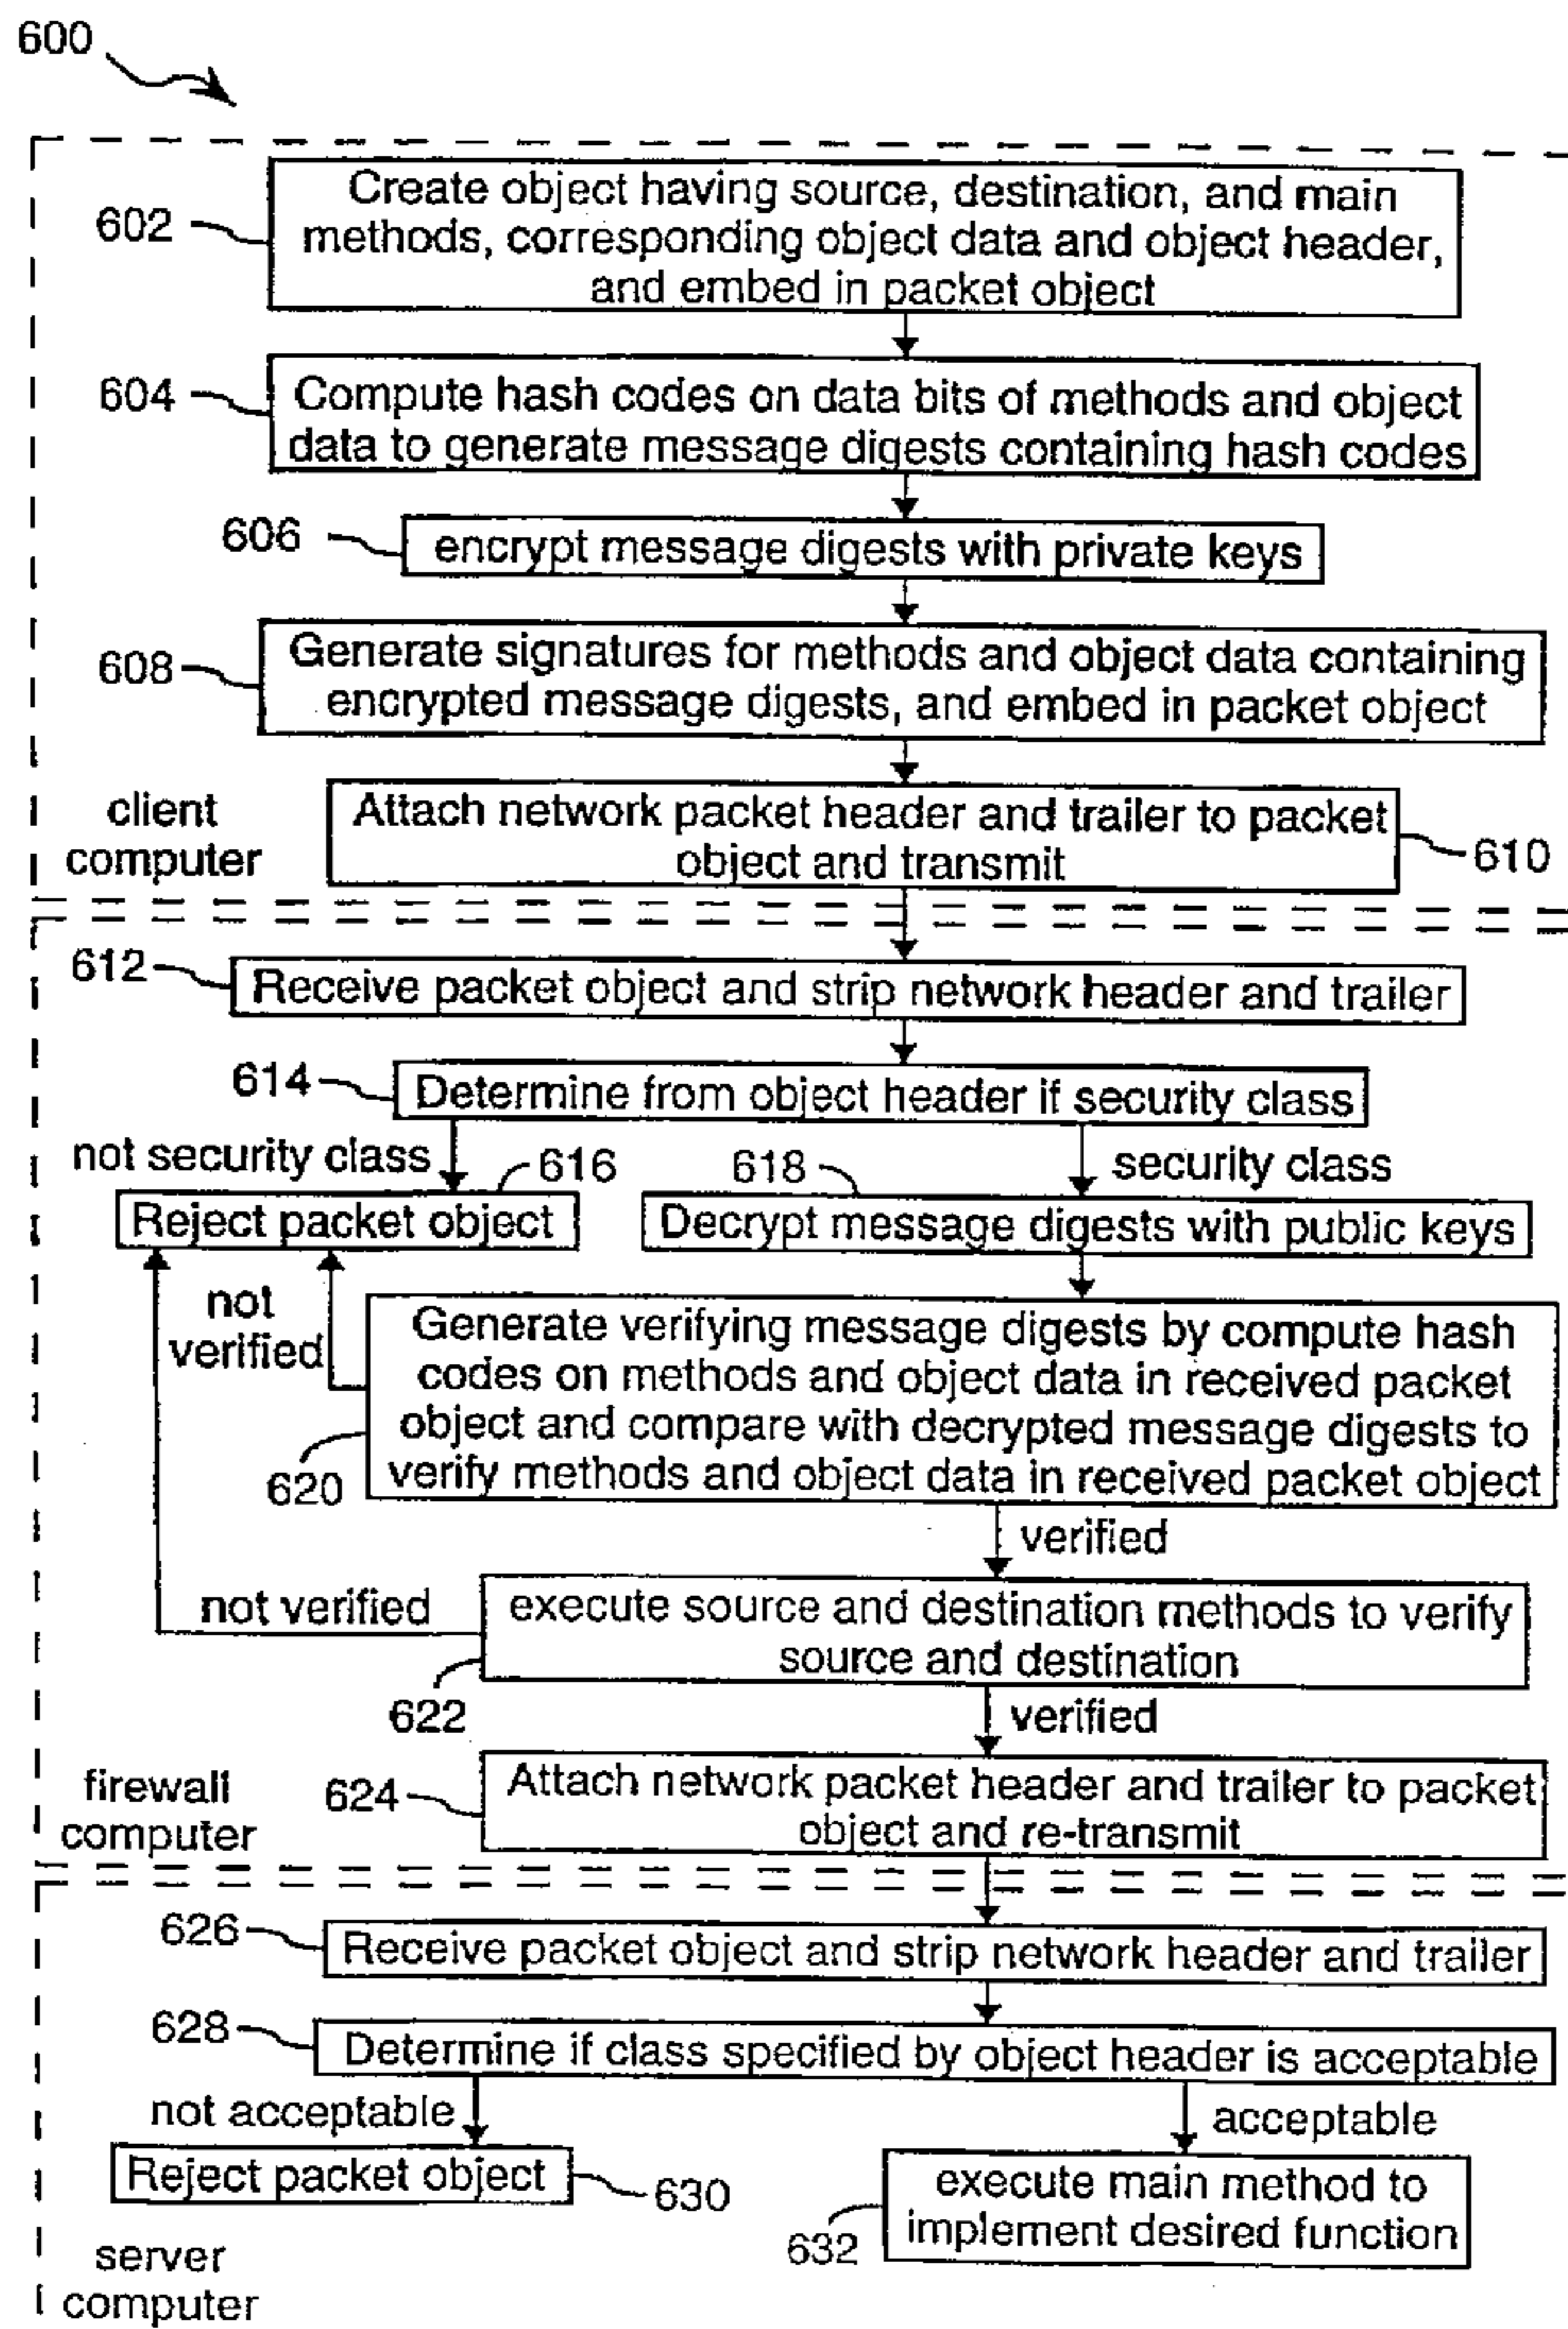 600
602
Create object having source, destination, and main
methods, corresponding object data and object header,
and embed in packet object
604
Compute hash codes on data bits of methods and object
data to generate message digests containing hash codes
606
encrypt message digests with private keys
608
Generate signatures for methods and object data containing
encrypted message digests, and embed in packet object
client
computer
Attach network packet header and trailer to packet
object and transmit
610
612
Receive packet object and strip network header and trailer
614
Determine from object header if security class
not security class
616
618
security class
Reject packet object
Decrypt message digests with public keys
not
verified
Generate verifying message digests by compute hash
codes on methods and object data in received packet
object and compare with decrypted message digests to
verify methods and object data in received packet object
620
verified
not verified
execute source and destination methods to verify
source and destination
622
verified
firewall
computer
624
Attach network packet header and trailer to packet
object and re-transmit
626
Receive packet object and strip network header and trailer
628
Determine if class specified by object header is acceptable
not acceptable
acceptable
Reject packet object
630
execute main method to
implement desired function
632
server
computer